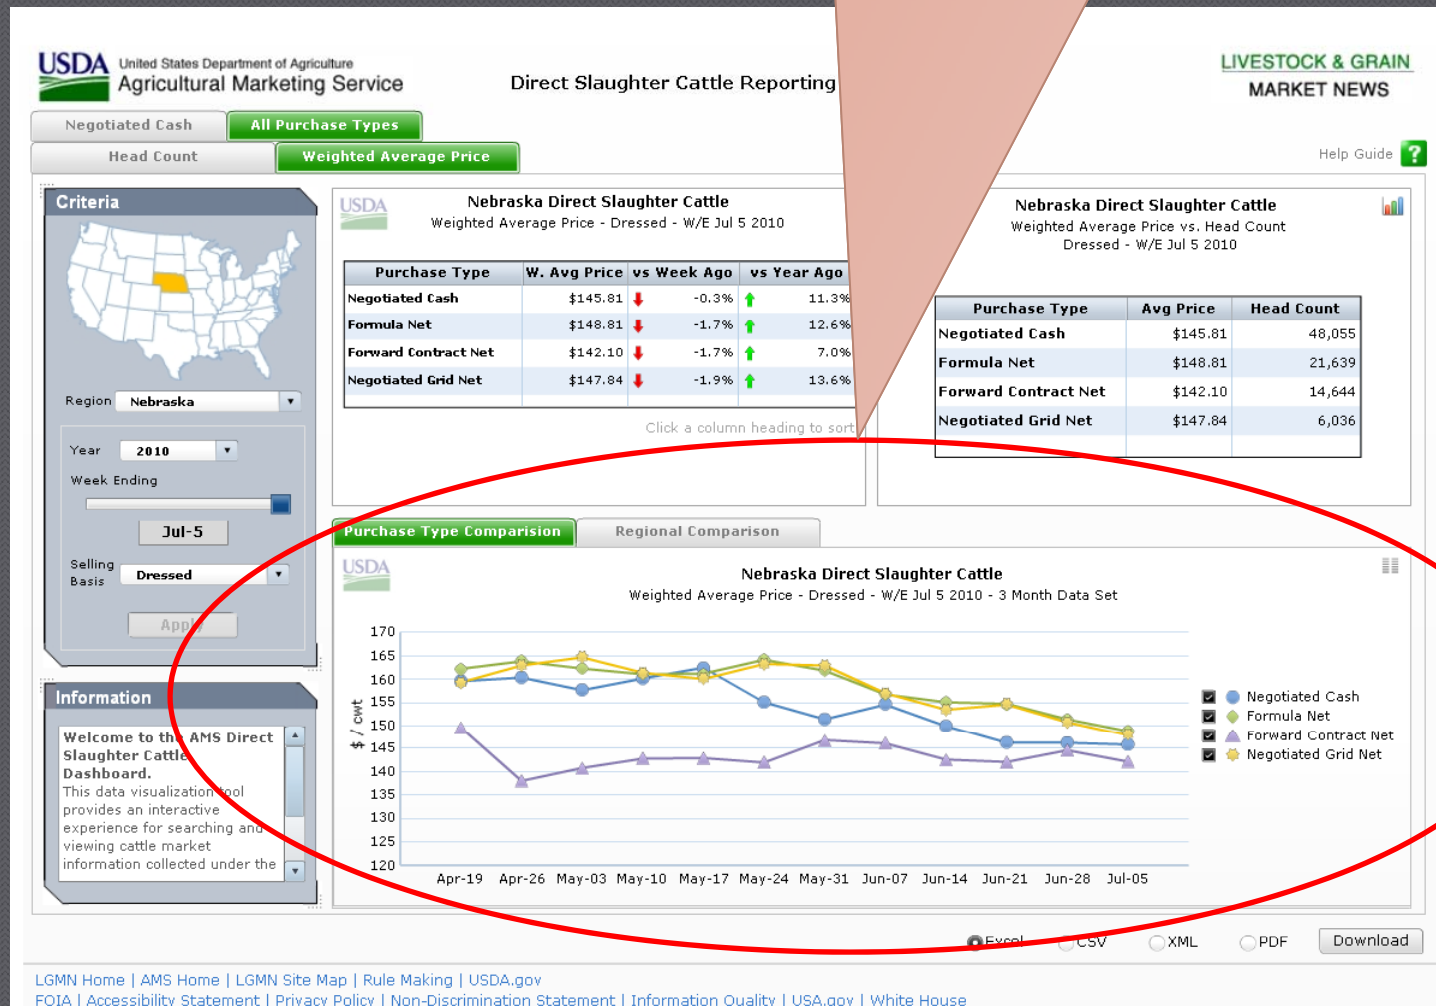 USDA United States Department of Agriculture
Agricultural Marketing Service
Direct Slaughter Cattle Reporting
LIVESTOCK & GRAIN
MARKET NEWS
Negotiated Cash All Purchase Types
Head Count Weighted Average Price
Help Guide ?
Criteria
Region Nebraska
Year 2010
Week Ending
Jul-5
Selling
Basis Dressed
Apply
Information
Welcome to the AMS Direct
Slaughter Cattle
Dashboard.
This data visualization tool
provides an interactive
experience for searching and
viewing cattle market
information collected under the
USDA
Nebraska Direct Slaughter Cattle
Weighted Average Price - Dressed - W/E Jul 5 2010
Purchase Type W. Avg Price vs Week Ago vs Year Ago
Negotiated Cash $145.81 -0.3% 11.3%
Formula Net $148.81 -1.7% 12.6%
Forward Contract Net $142.10 -1.7% 7.0%
Negotiated Grid Net $147.84 -1.9% 13.6%
Click a column heading to sort
Nebraska Direct Slaughter Cattle
Weighted Average Price vs. Head Count
Dressed - W/E Jul 5 2010
Purchase Type Avg Price Head Count
Negotiated Cash $145.81 48,055
Formula Net $148.81 21,639
Forward Contract Net $142.10 14,644
Negotiated Grid Net $147.84 6,036
Purchase Type Comparision Regional Comparison
USDA
Nebraska Direct Slaughter Cattle
Weighted Average Price - Dressed - W/E Jul 5 2010 - 3 Month Data Set
$ / cwt
170
165
160
155
150
145
140
135
130
125
120
Apr-19 Apr-26 May-03 May-10 May-17 May-24 May-31 Jun-07 Jun-14 Jun-21 Jun-28 Jul-05
Negotiated Cash
Formula Net
Forward Contract Net
Negotiated Grid Net
Excel CSV XML PDF Download
LGMN Home | AMS Home | LGMN Site Map | Rule Making | USDA.gov
FOIA | Accessibility Statement | Privacy Policy | Non-Discrimination Statement | Information Quality | USA.gov | White House